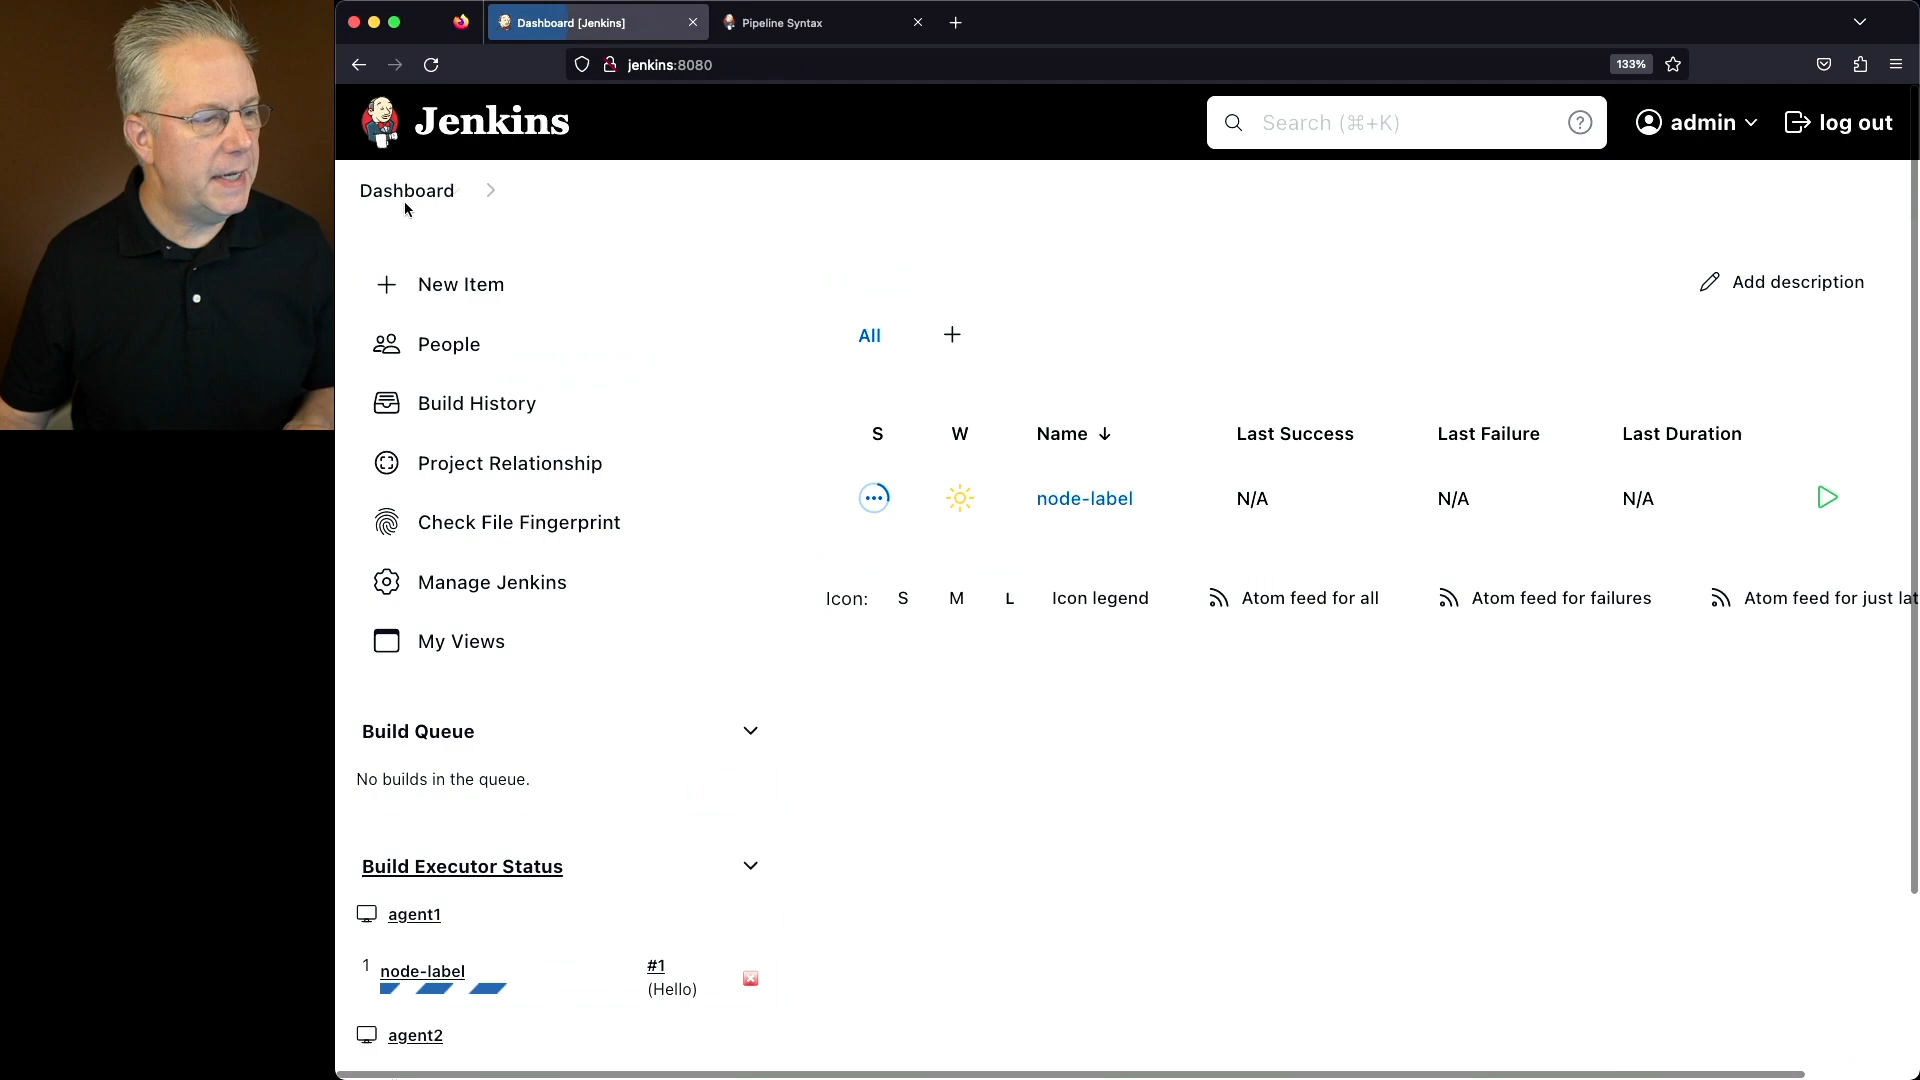 Dashboard [Jenkins]
Pipeline Syntax
jenkins:8080
133%
Jenkins
Search (⌘+K)
admin
log out
Dashboard
New Item
Add description
People
All
Build History
S W Name ↓ Last Success Last Failure Last Duration
Project Relationship
node-label N/A N/A N/A
Check File Fingerprint
Manage Jenkins
Icon: S M L Icon legend Atom feed for all Atom feed for failures Atom feed for just lat
My Views
Build Queue
No builds in the queue.
Build Executor Status
agent1
1 node-label #1
(Hello)
agent2